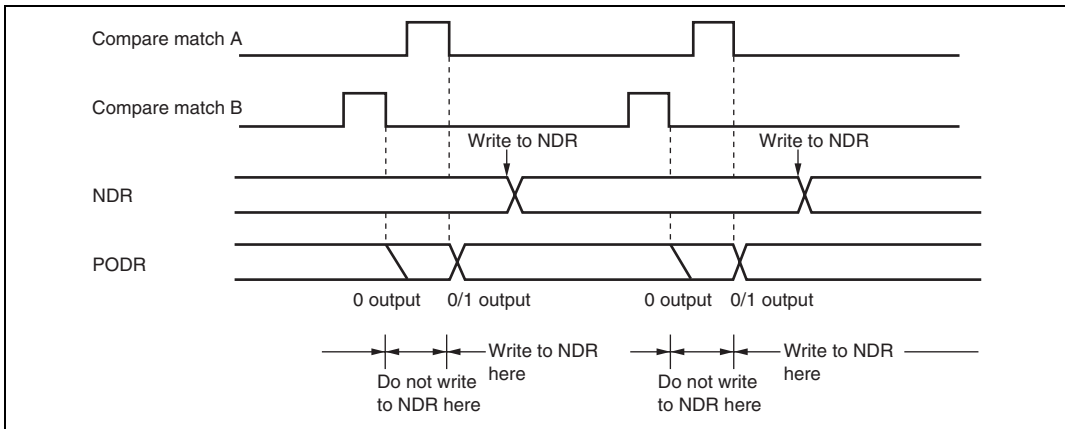 Compare match A
Compare match B
Write to NDR
Write to NDR
NDR
PODR
0 output
0/1 output
0 output
0/1 output
Write to NDR
here
Do not write
to NDR here
Write to NDR
here
Do not write
to NDR here